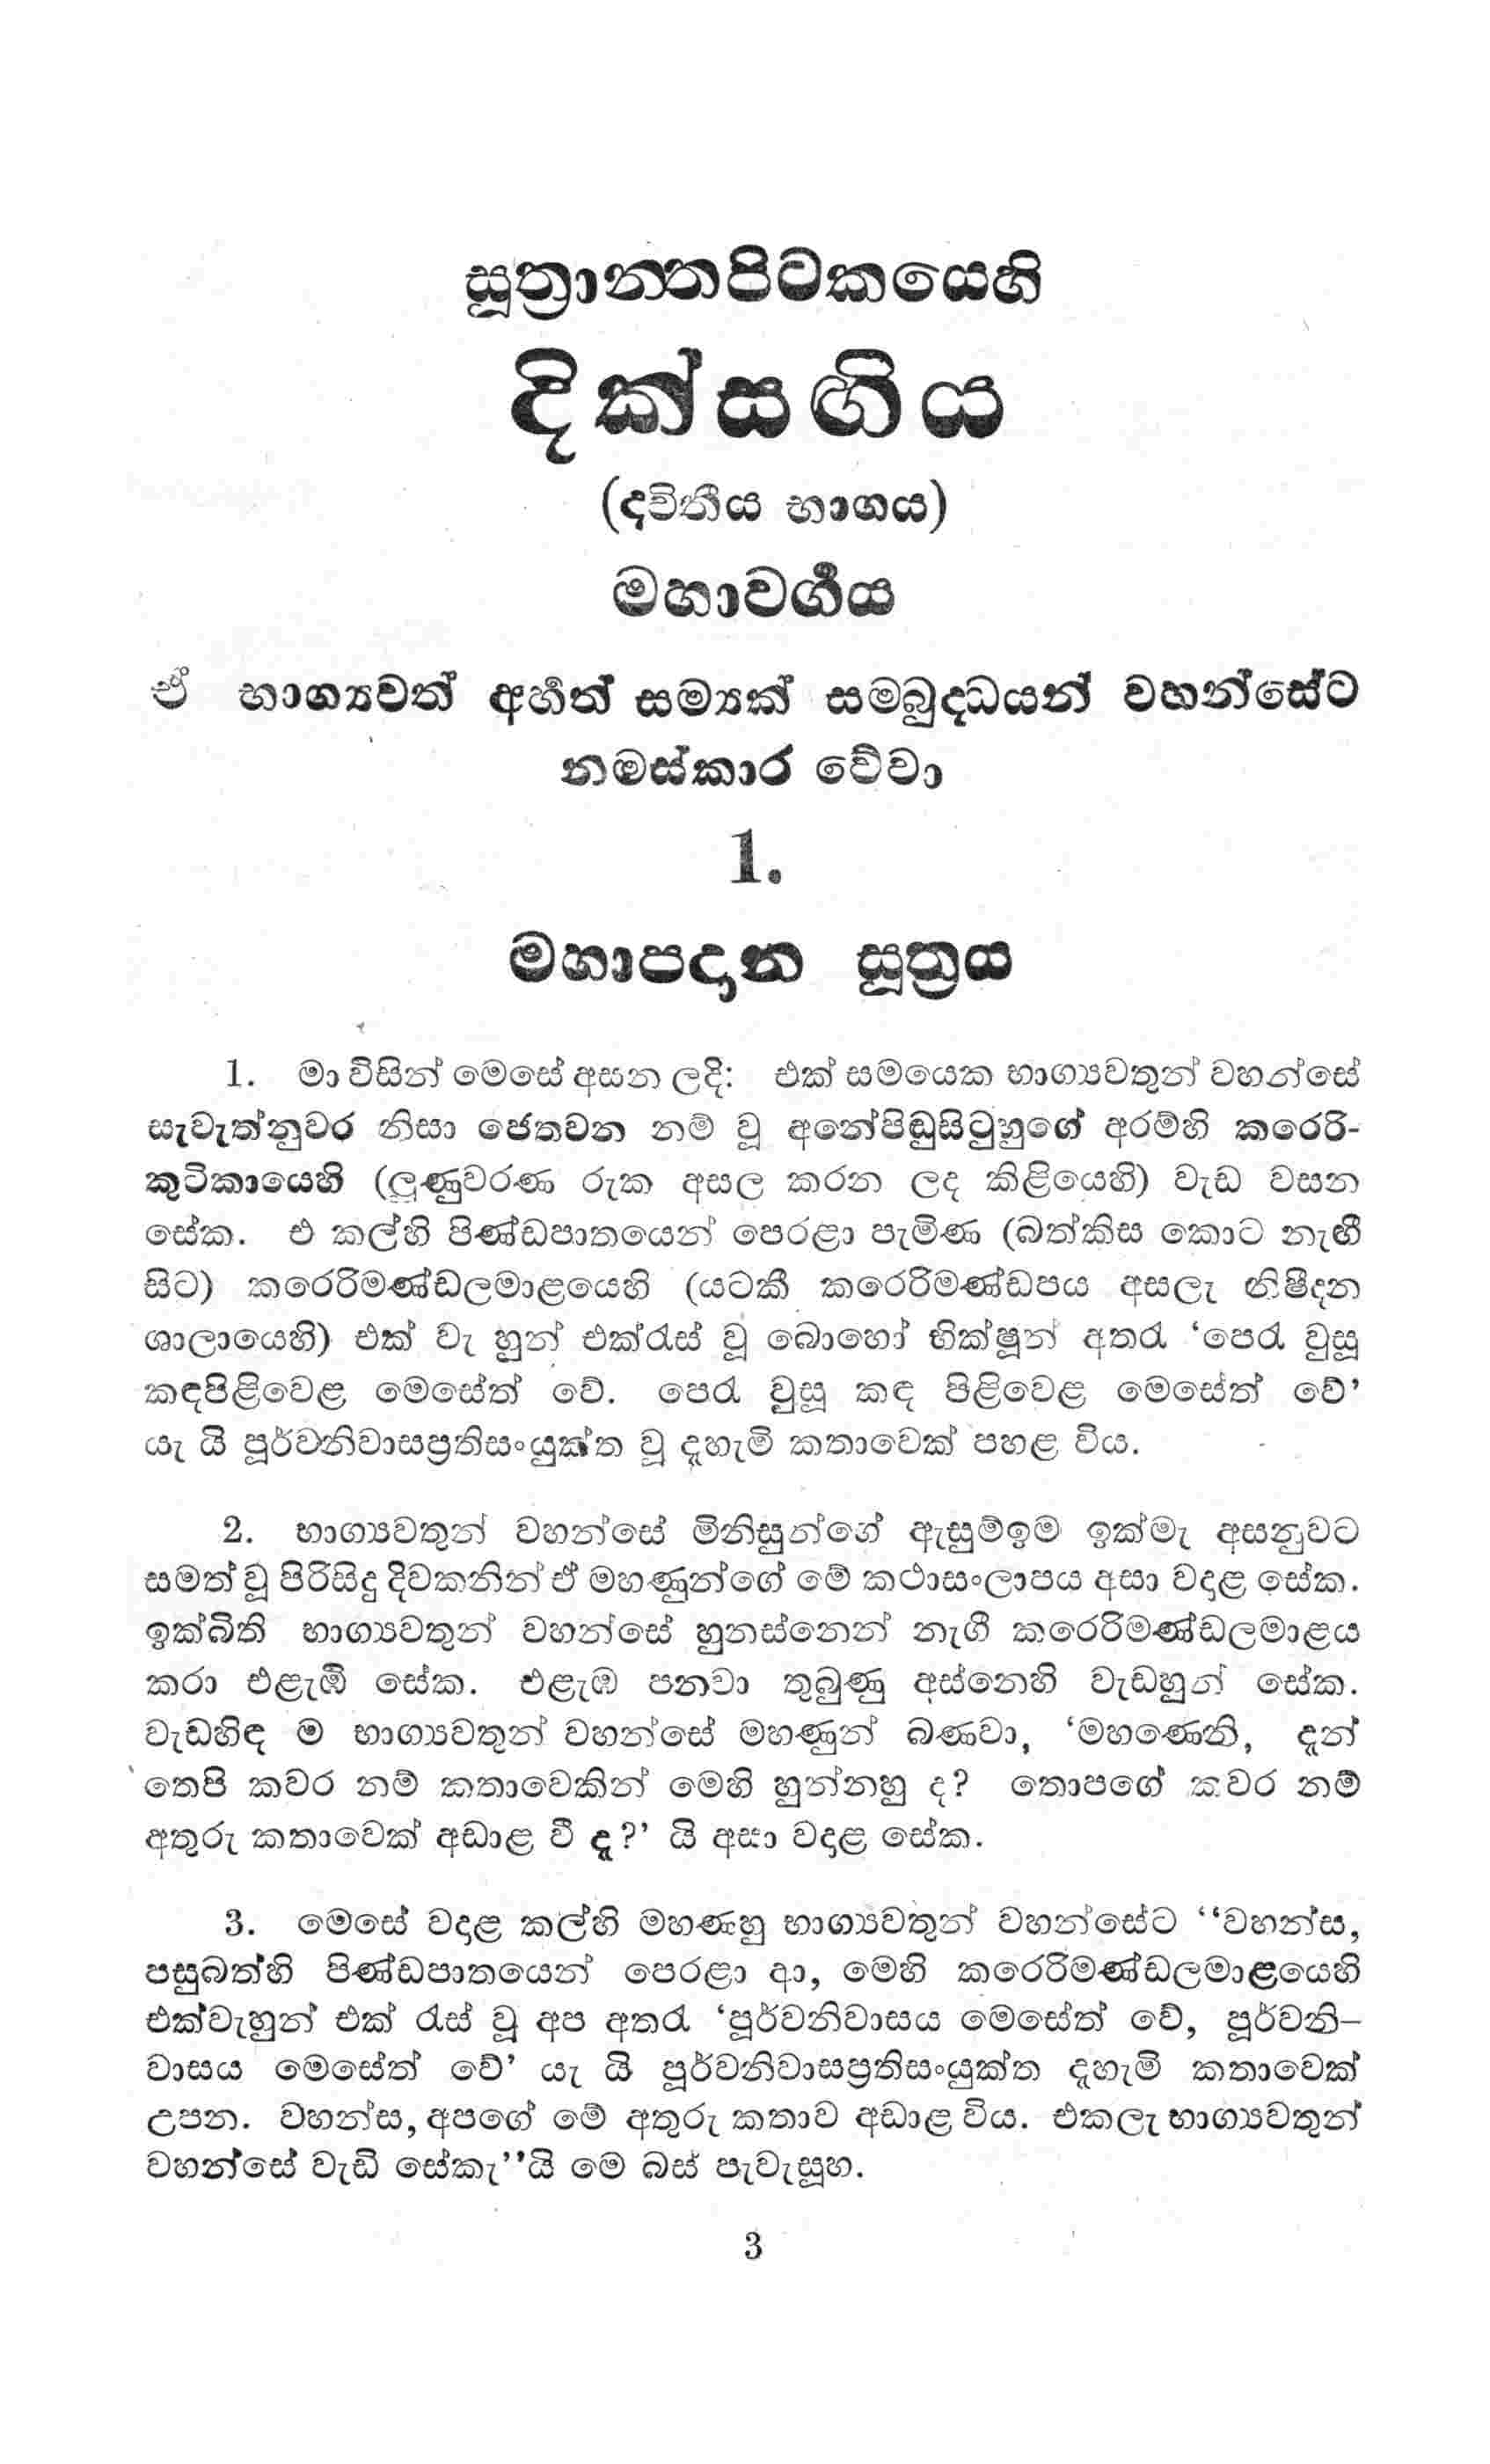 සූත්‍රාන්තපිටකයෙහි
දික්සඟිය
(ද්විතීය භාගය)
මහාවර්ගය
ඒ භාග්‍යවත් අර්හත් සම්‍යක් සම්බුද්ධයන් වහන්සේට
නමස්කාර වේවා
1.
මහාපදාන සූත්‍රය
1. මා විසින් මෙසේ අසන ලදි: එක් සමයෙක භාග්‍යවතුන් වහන්සේ
සැවැත්නුවර නිසා ජෙතවන නම් වූ අනේපිඬුසිටුහුගේ අරම්හි කරෙරි-
කුටිකායෙහි (ලුණුවරණ රුක අසල කරන ලද කිළියෙහි) වැඩ වසන
සේක. එ කල්හි පිණ්ඩපාතයෙන් පෙරළා පැමිණ (බත්කිස කොට නැඟී
සිට) කරෙරිමණ්ඩලමාළයෙහි (යටකී කරෙරිමණ්ඩපය අසලැ නිෂීදන
ශාලායෙහි) එක් වැ හුන් එක්රැස් වූ බොහෝ භික්ෂූන් අතරැ ‘පෙරැ වුසූ
කඳපිළිවෙළ මෙසේත් වේ. පෙරැ වුසූ කඳ පිළිවෙළ මෙසේත් වේ’
යැ යි පූර්වනිවාසප්‍රතිසංයුක්ත වූ දැහැමි කතාවෙක් පහළ විය.
2. භාග්‍යවතුන් වහන්සේ මිනිසුන්ගේ ඇසුම්ඉම ඉක්මැ අසනුවට
සමත් වූ පිරිසිදු දිවකනින් ඒ මහණුන්ගේ මේ කථාසංලාපය අසා වදාළ සේක.
ඉක්බිති භාග්‍යවතුන් වහන්සේ හුනස්නෙන් නැගී කරෙරිමණ්ඩලමාළය
කරා එළැඹි සේක. එළැඹ පනවා තුබුණු අස්නෙහි වැඩහුන් සේක.
වැඩහිඳ ම භාග්‍යවතුන් වහන්සේ මහණුන් බණවා, ‘මහණෙනි, දැන්
තෙපි කවර නම් කතාවෙකින් මෙහි හුන්නහු ද? තොපගේ කවර නම්
අතුරු කතාවෙක් අඩාළ වී දැ?’ යි අසා වදාළ සේක.
3. මෙසේ වදාළ කල්හි මහණහු භාග්‍යවතුන් වහන්සේට “වහන්ස,
පසුබත්හි පිණ්ඩපාතයෙන් පෙරළා ආ, මෙහි කරෙරිමණ්ඩලමාළයෙහි
එක්වැහුන් එක් රැස් වූ අප අතරැ ‘පූර්වනිවාසය මෙසේත් වේ, පූර්වනි–
වාසය මෙසේත් වේ’ යැ යි පූර්වනිවාසප්‍රතිසංයුක්ත දැහැමි කතාවෙක්
උපන. වහන්ස, අපගේ මේ අතුරු කතාව අඩාළ විය. එකලැ භාග්‍යවතුන්
වහන්සේ වැඩි සේකැ”යි මෙ බස් පැවැසූහ.
3